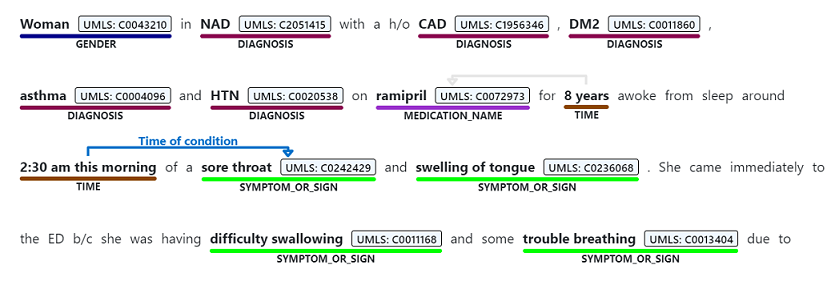 Woman UMLS: C0043210 in NAD UMLS: C2051415 with a h/o CAD UMLS: C1956346 , DM2 UMLS: C0011860 ,
GENDER DIAGNOSIS DIAGNOSIS DIAGNOSIS
asthma UMLS: C0004096 and HTN UMLS: C0020538 on ramipril UMLS: C0072973 for 8 years awoke from sleep around
DIAGNOSIS DIAGNOSIS MEDICATION_NAME TIME
Time of condition
2:30 am this morning of a sore throat UMLS: C0242429 and swelling of tongue UMLS: C0236068 . She came immediately to
TIME SYMPTOM_OR_SIGN SYMPTOM_OR_SIGN
the ED b/c she was having difficulty swallowing UMLS: C0011168 and some trouble breathing UMLS: C0013404 due to
SYMPTOM_OR_SIGN SYMPTOM_OR_SIGN